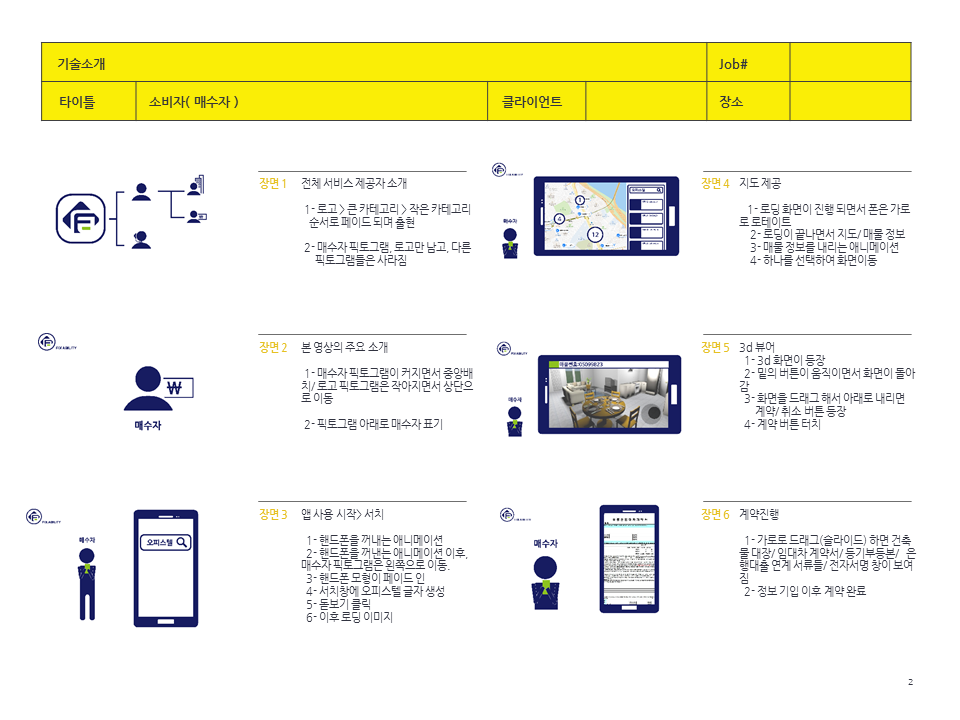 기술소개
Job#
타이틀
소비자( 매수자 )
클라이언트
장소
장면 1 전체 서비스 제공자 소개
1- 로고 > 큰 카테고리 > 작은 카테고리
순서로 페이드 되며 출현
2- 매수자 픽토그램, 로고만 남고, 다른
픽토그램들은 사라짐
FIXABILITY
매수자
장면 2 본 영상의 주요 소개
1- 매수자 픽토그램이 커지면서 중앙배
치/ 로고 픽토그램은 작아지면서 상단으
로 이동
2- 픽토그램 아래로 매수자 표기
FIXABILITY
매수자
오피스텔
장면 3 앱 사용 시작> 서치
1- 핸드폰을 꺼내는 애니메이션
2- 핸드폰을 꺼내는 애니메이션 이후,
매수자 픽토그램은 왼쪽으로 이동.
3- 핸드폰 모형이 페이드 인
4- 서치창에 오피스텔 글자 생성
5- 돋보기 클릭
6- 이후 로딩 이미지
FIXABILITY
매수자
3
4
12
오피스텔
장면 4 지도 제공
1- 로딩 화면이 진행 되면서 폰은 가로
로 로테이트
2- 로딩이 끝나면서 지도/ 매물 정보
3- 매물 정보를 내리는 애니메이션
4- 하나를 선택하여 화면이동
FIXABILITY
매수자
매물번호:05099823
장면 5 3d 뷰어
1- 3d 화면이 등장
2- 밑의 버튼이 움직이면서 화면이 돌아
감
3- 화면을 드래그 해서 아래로 내리면
계약/ 취소 버튼 등장
4- 계약 버튼 터치
FIXABILITY
매수자
장면 6 계약진행
1- 가로로 드래그(슬라이드) 하면 건축
물 대장/ 임대차 계약서/ 등기부등본/ 은
행대출 연계 서류들/ 전자서명 창이 보여
짐
2- 정보 기입 이후 계약 완료
2